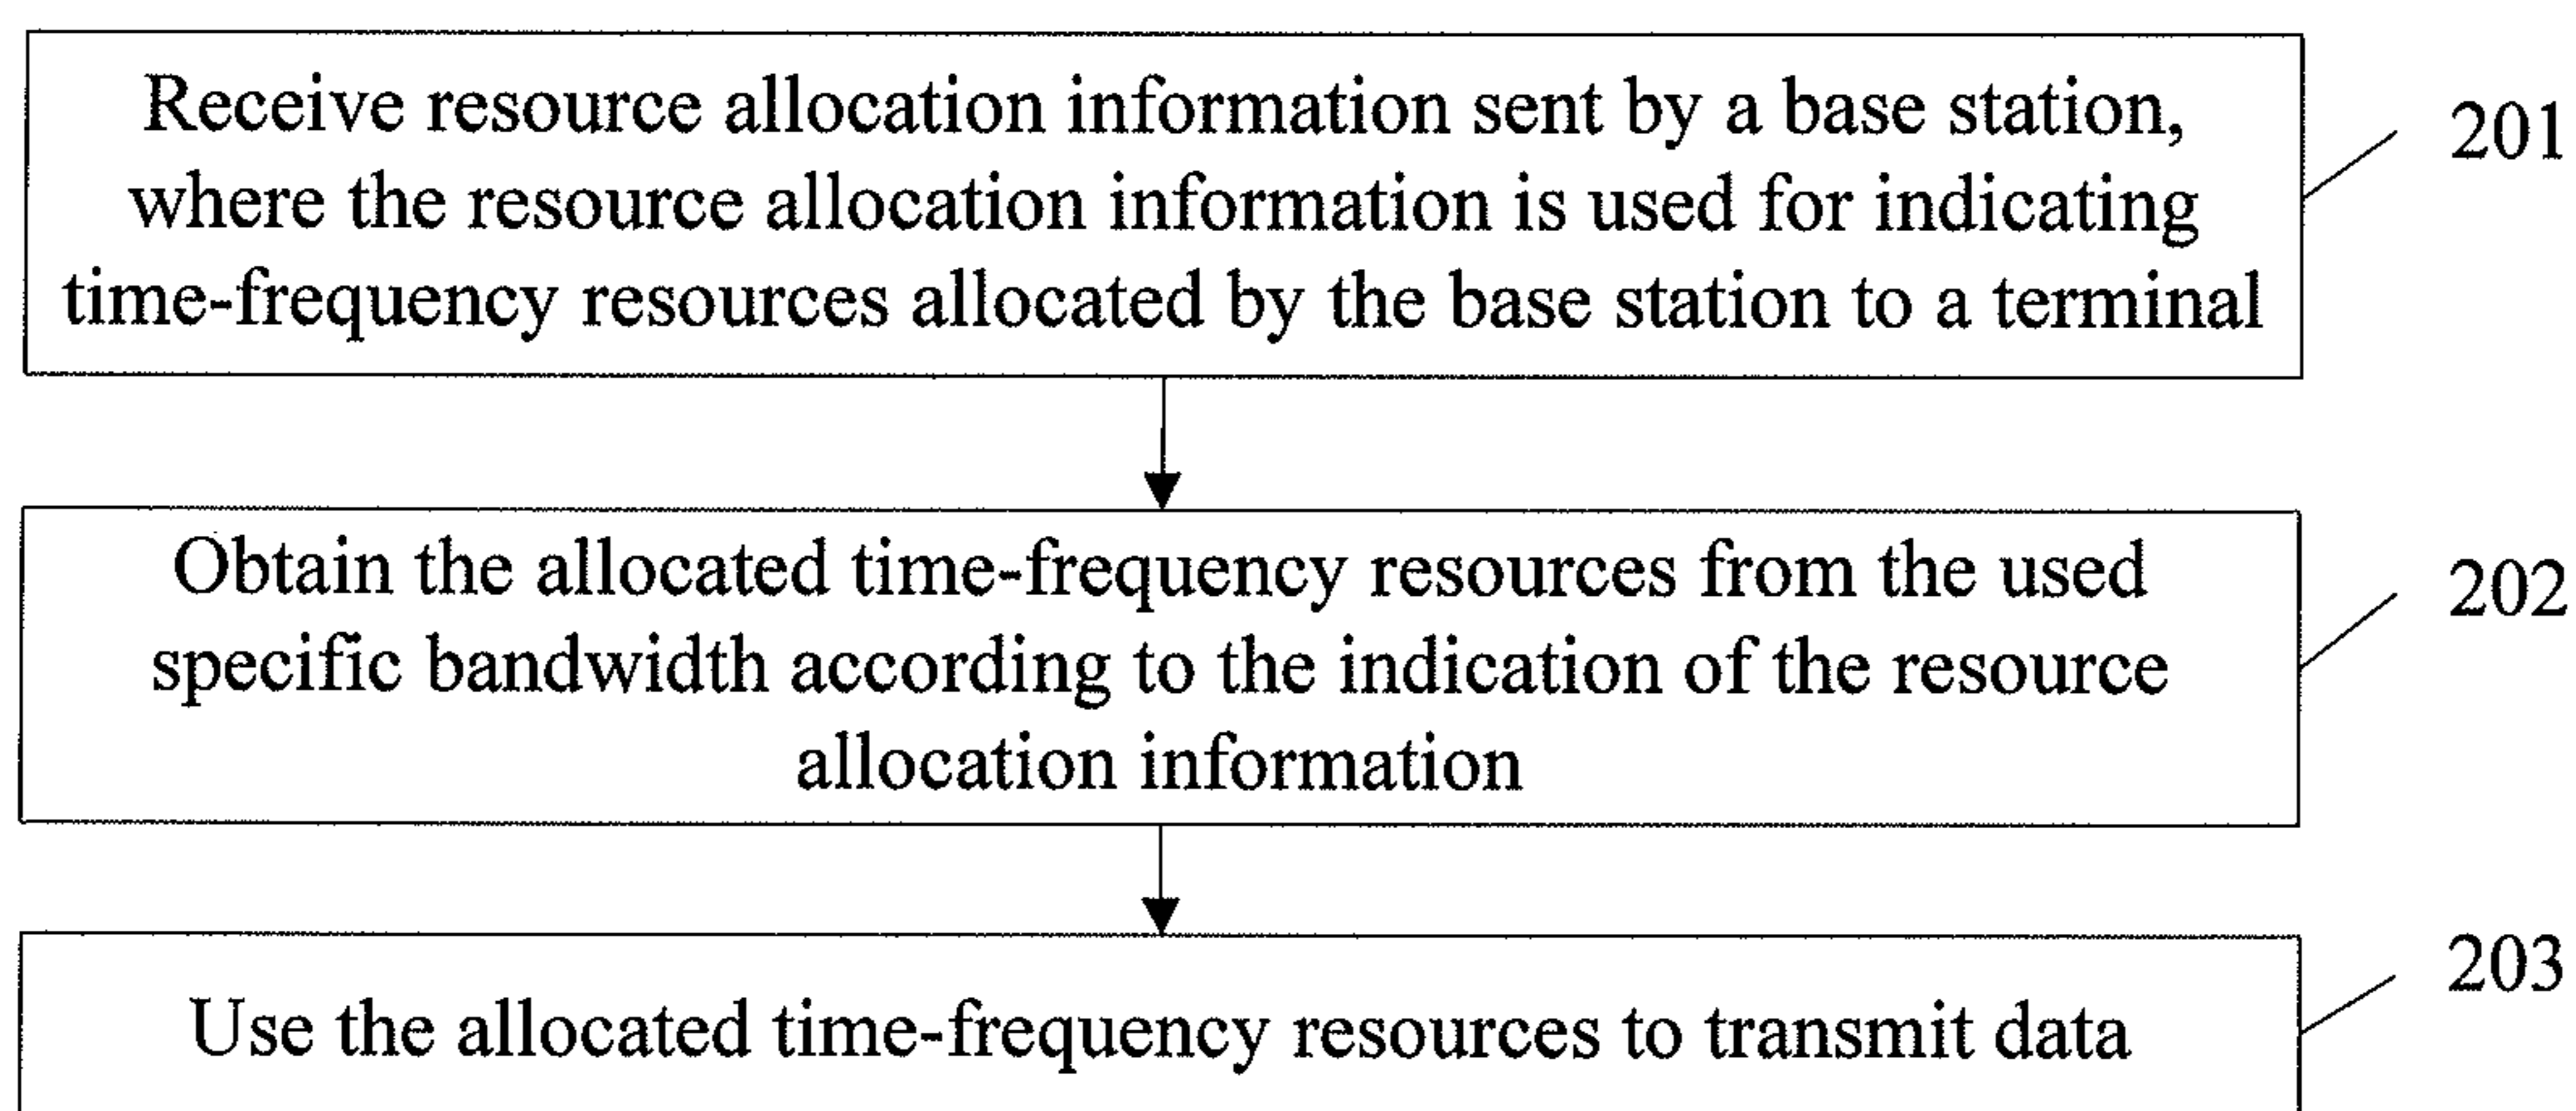 Receive resource allocation information sent by a base station,
where the resource allocation information is used for indicating
time-frequency resources allocated by the base station to a terminal
201
Obtain the allocated time-frequency resources from the used
specific bandwidth according to the indication of the resource
allocation information
202
Use the allocated time-frequency resources to transmit data
203